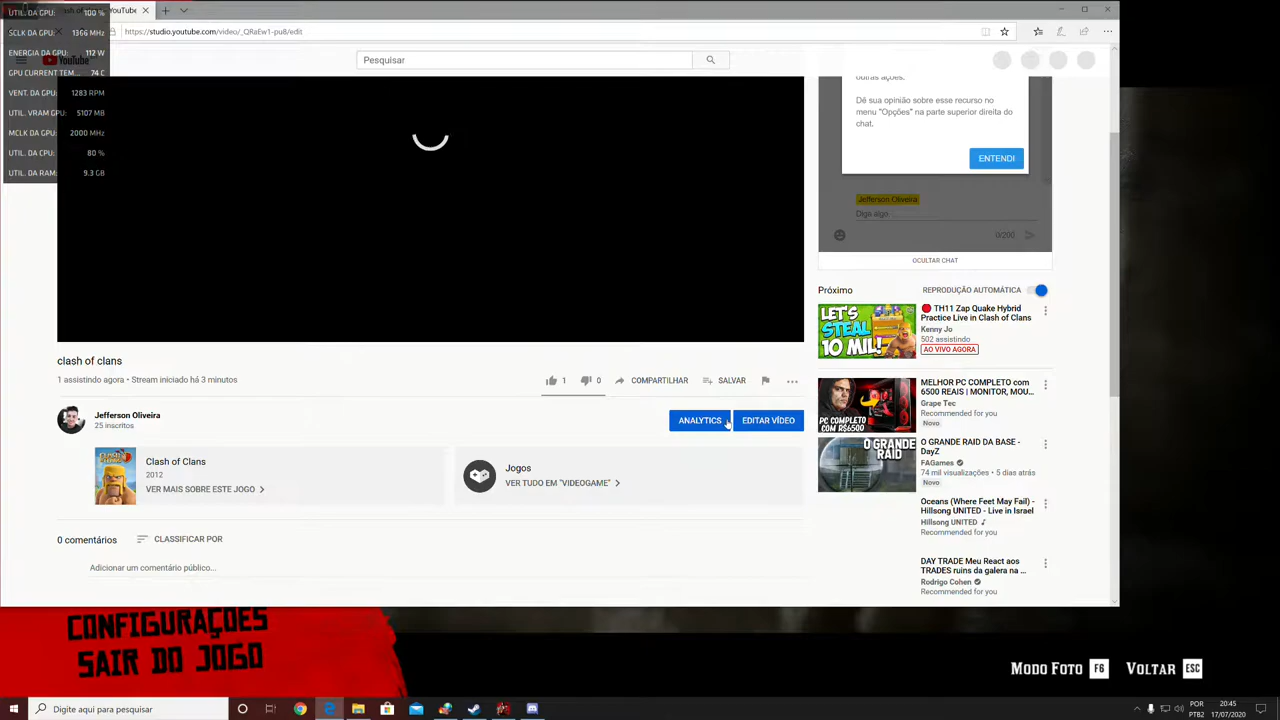 UTIL. DA GPU: 100 %
SCLK DA GPU: 1366 MHz
ENERGIA DA GPU: 112 W
GPU CURRENT TEM... 74 C
VENT. DA GPU: 1283 RPM
UTIL. VRAM GPU: 5107 MB
MCLK DA GPU: 2000 MHz
UTIL. DA CPU: 80 %
UTIL. DA RAM: 9.3 GB
YouTube
https://studio.youtube.com/video/_QRaEw1-pu8/edit
Pesquisar
outras ações.
Dê sua opinião sobre esse recurso no
menu "Opções" na parte superior direita do
chat.
ENTENDI
Jefferson Oliveira
Diga algo
0/200
OCULTAR CHAT
clash of clans
1 assistindo agora • Stream iniciado há 3 minutos
1 0 COMPARTILHAR SALVAR
Jefferson Oliveira
25 inscritos
ANALYTICS EDITAR VÍDEO
Clash of Clans
2012
VER MAIS SOBRE ESTE JOGO
Jogos
VER TUDO EM "VIDEOGAME"
0 comentários CLASSIFICAR POR
Adicionar um comentário público...
Próximo REPRODUÇÃO AUTOMÁTICA
LET'S
STEAL
10 MIL!
TH11 Zap Quake Hybrid
Practice Live in Clash of Clans
Kenny Jo
502 assistindo
AO VIVO AGORA
PC COMPLETO
COM R$6500
MELHOR PC COMPLETO com
6500 REAIS | MONITOR, MOU...
Grape Tec
Recommended for you
Novo
O GRANDE
RAID
O GRANDE RAID DA BASE -
DayZ
FAGames
74 mil visualizações • 5 dias atrás
Novo
Oceans (Where Feet May Fail) -
Hillsong UNITED - Live in Israel
Hillsong UNITED
Recommended for you
DAY TRADE Meu React aos
TRADES ruins da galera na ...
Rodrigo Cohen
Recommended for you
CONFIGURAÇÕES
SAIR DO JOGO
MODO FOTO F6 VOLTAR ESC
Digite aqui para pesquisar
POR
PTB2
20:45
17/07/2020